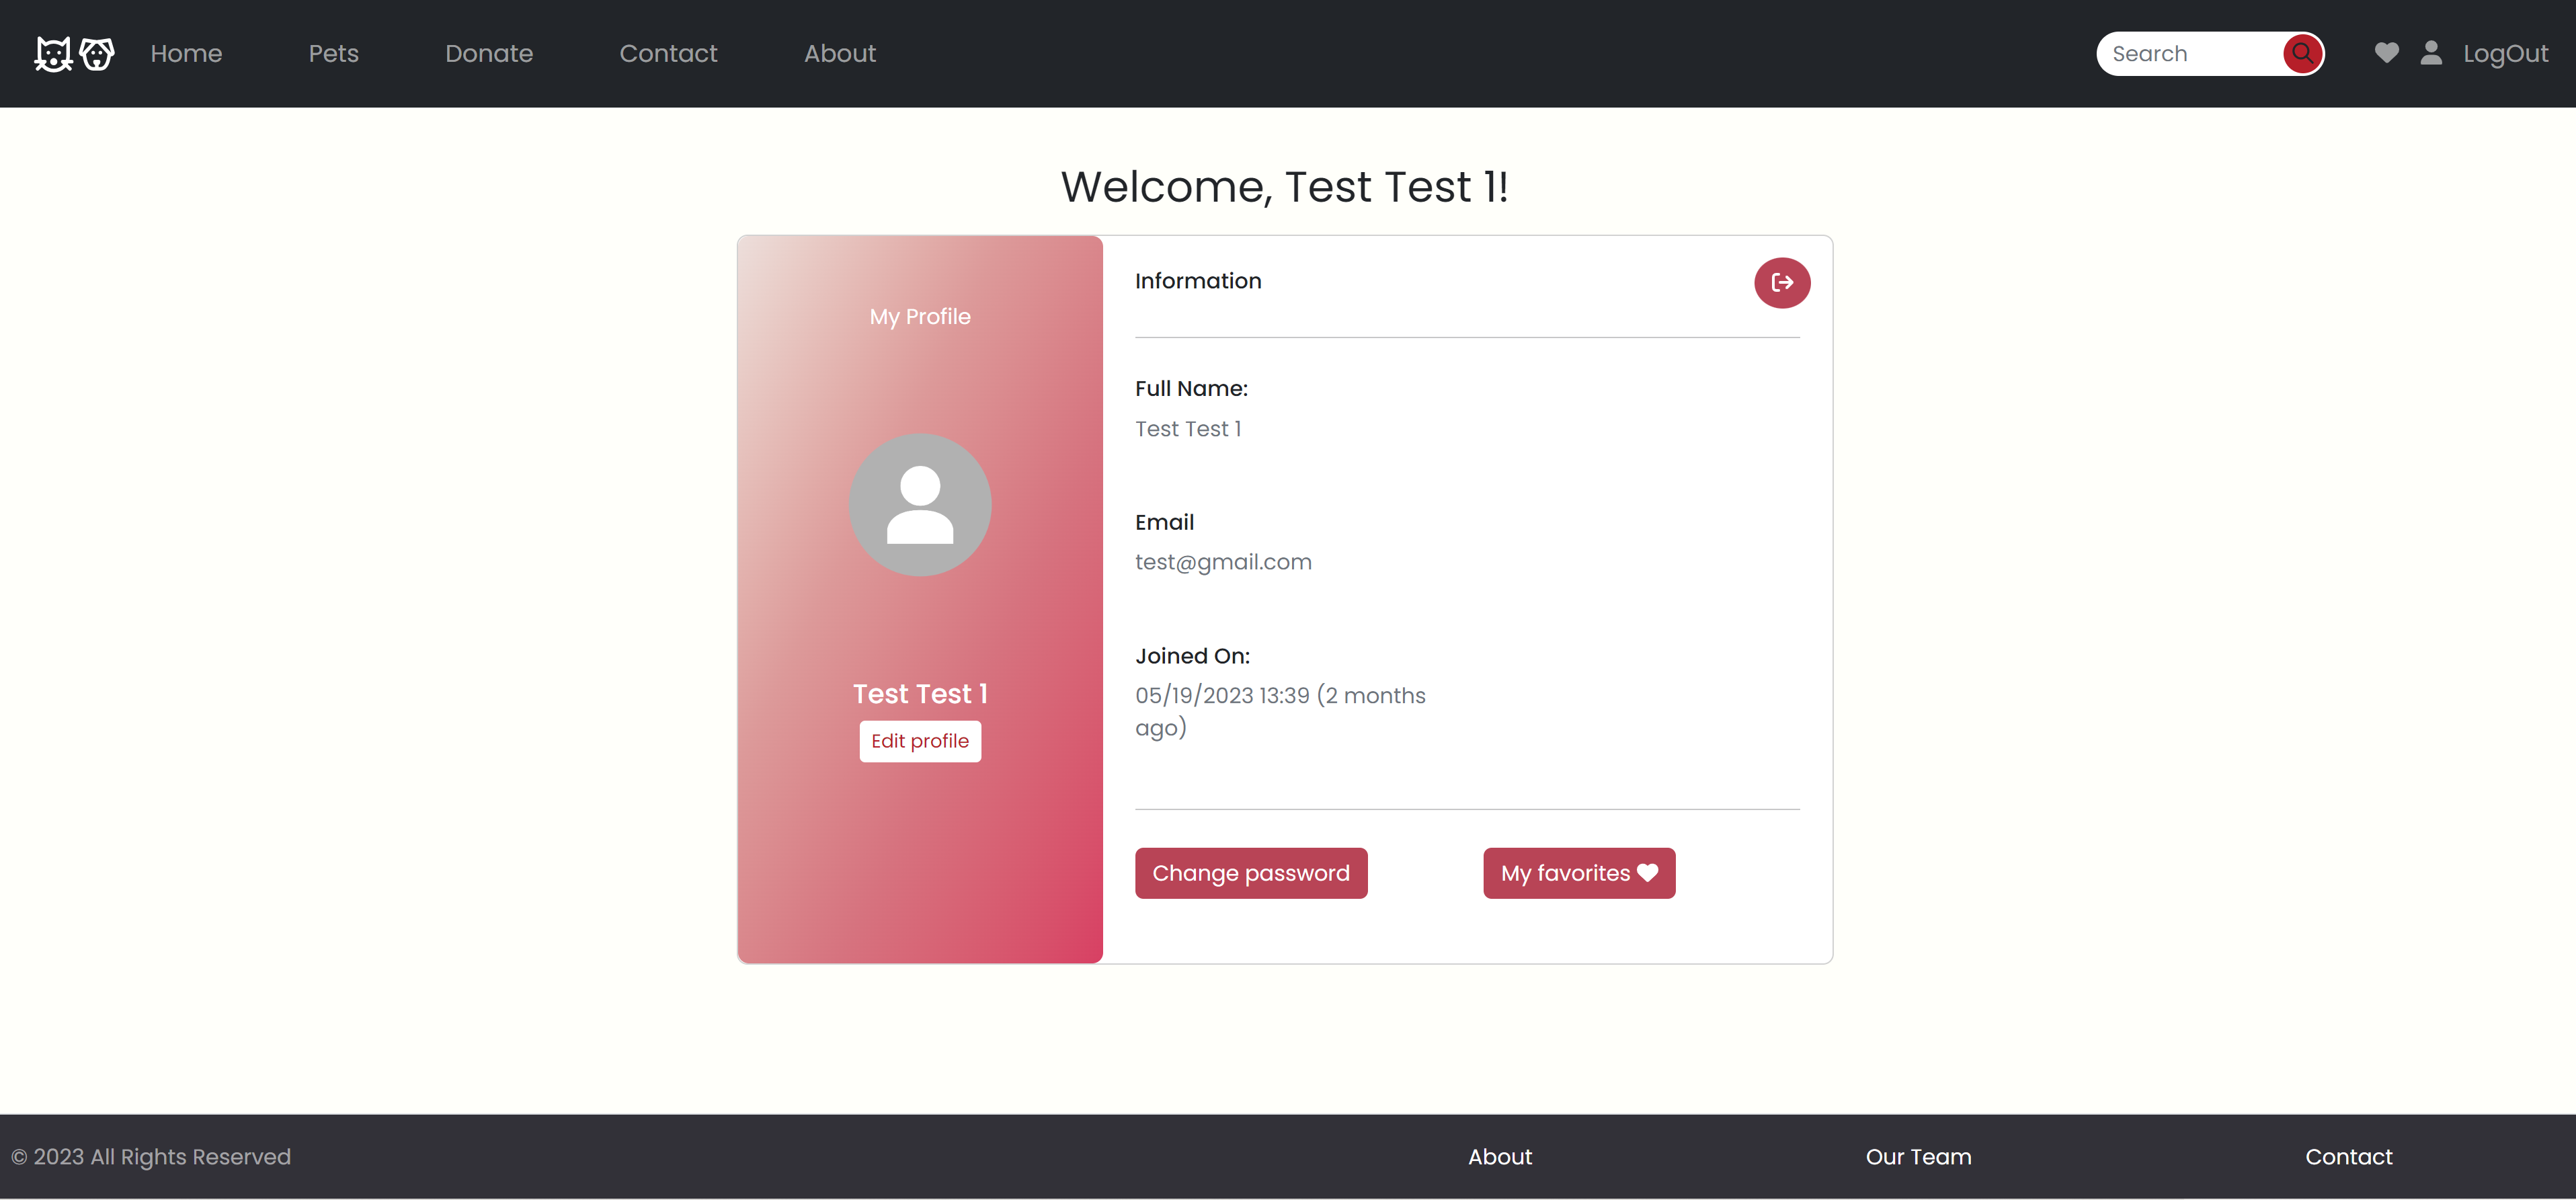 Home Pets Donate Contact About Search LogOut
Welcome, Test Test 1!
My Profile
Test Test 1
Edit profile
Information
Full Name:
Test Test 1
Email
test@gmail.com
Joined On:
05/19/2023 13:39 (2 months
ago)
Change password My favorites
© 2023 All Rights Reserved About Our Team Contact